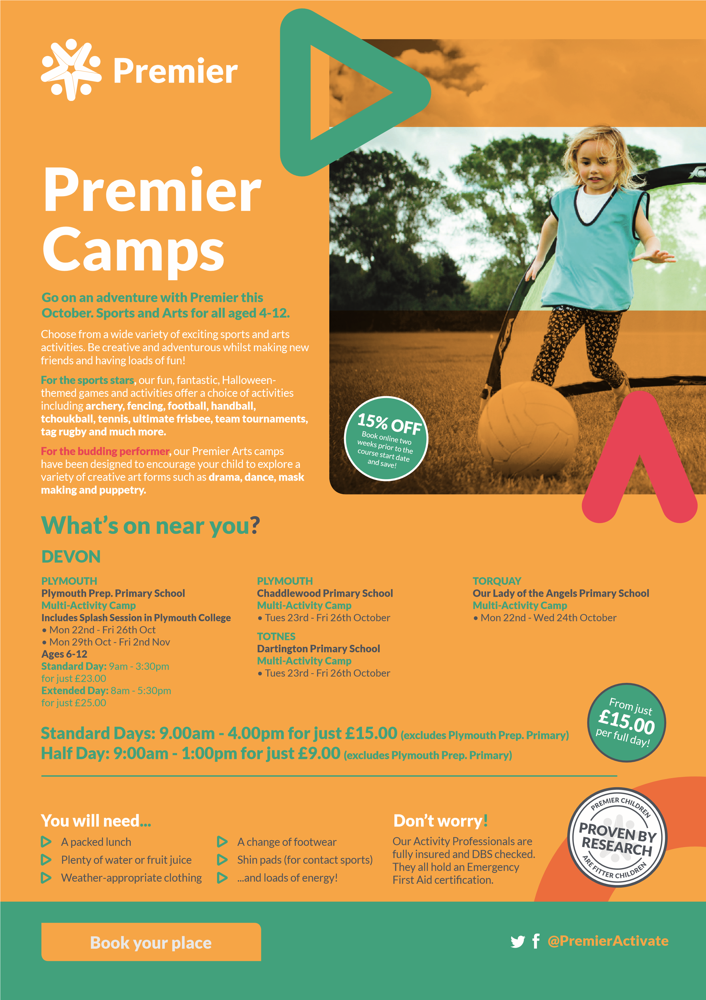 Premier
Premier
Camps
Go on an adventure with Premier this
October. Sports and Arts for all aged 4-12.
Choose from a wide variety of exciting sports and arts
activities. Be creative and adventurous whilst making new
friends and having loads of fun!
For the sports stars, our fun, fantastic, Halloween-
themed games and activities offer a choice of activities
including archery, fencing, football, handball,
tchoukball, tennis, ultimate frisbee, team tournaments,
tag rugby and much more.
For the budding performer, our Premier Arts camps
have been designed to encourage your child to explore a
variety of creative art forms such as drama, dance, mask
making and puppetry.
15% OFF
Book online two
weeks prior to the
course start date
and save!
What's on near you?
DEVON
PLYMOUTH
Plymouth Prep. Primary School
Multi-Activity Camp
Includes Splash Session in Plymouth College
• Mon 22nd - Fri 26th Oct
• Mon 29th Oct - Fri 2nd Nov
Ages 6-12
Standard Day: 9am - 3:30pm
for just £23.00
Extended Day: 8am - 5:30pm
for just £25.00
PLYMOUTH
Chaddlewood Primary School
Multi-Activity Camp
• Tues 23rd - Fri 26th October
TOTNES
Dartington Primary School
Multi-Activity Camp
• Tues 23rd - Fri 26th October
TORQUAY
Our Lady of the Angels Primary School
Multi-Activity Camp
• Mon 22nd - Wed 24th October
From just
£15.00
per full day!
Standard Days: 9.00am - 4.00pm for just £15.00 (excludes Plymouth Prep. Primary)
Half Day: 9:00am - 1:00pm for just £9.00 (excludes Plymouth Prep. Primary)
You will need...
A packed lunch
Plenty of water or fruit juice
Weather-appropriate clothing
A change of footwear
Shin pads (for contact sports)
...and loads of energy!
Don't worry!
Our Activity Professionals are
fully insured and DBS checked.
They all hold an Emergency
First Aid certification.
PREMIER CHILDREN
PROVEN BY
RESEARCH
ARE FITTER CHILDREN
Book your place
@PremierActivate